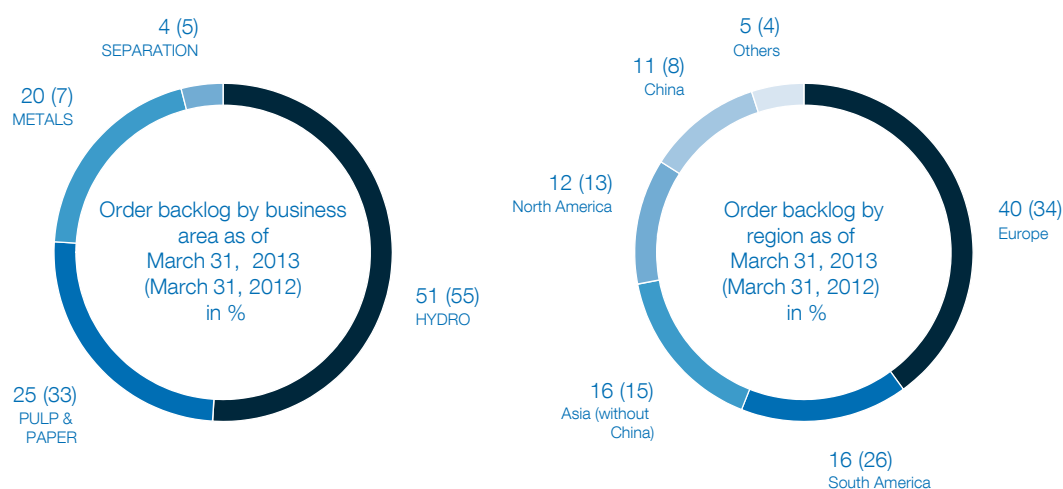 4 (5)
SEPARATION
20 (7)
METALS
Order backlog by business
area as of
March 31, 2013
(March 31, 2012)
in %
51 (55)
HYDRO
25 (33)
PULP &
PAPER
5 (4)
Others
11 (8)
China
12 (13)
North America
Order backlog by
region as of
March 31, 2013
(March 31, 2012)
in %
40 (34)
Europe
16 (15)
Asia (without
China)
16 (26)
South America